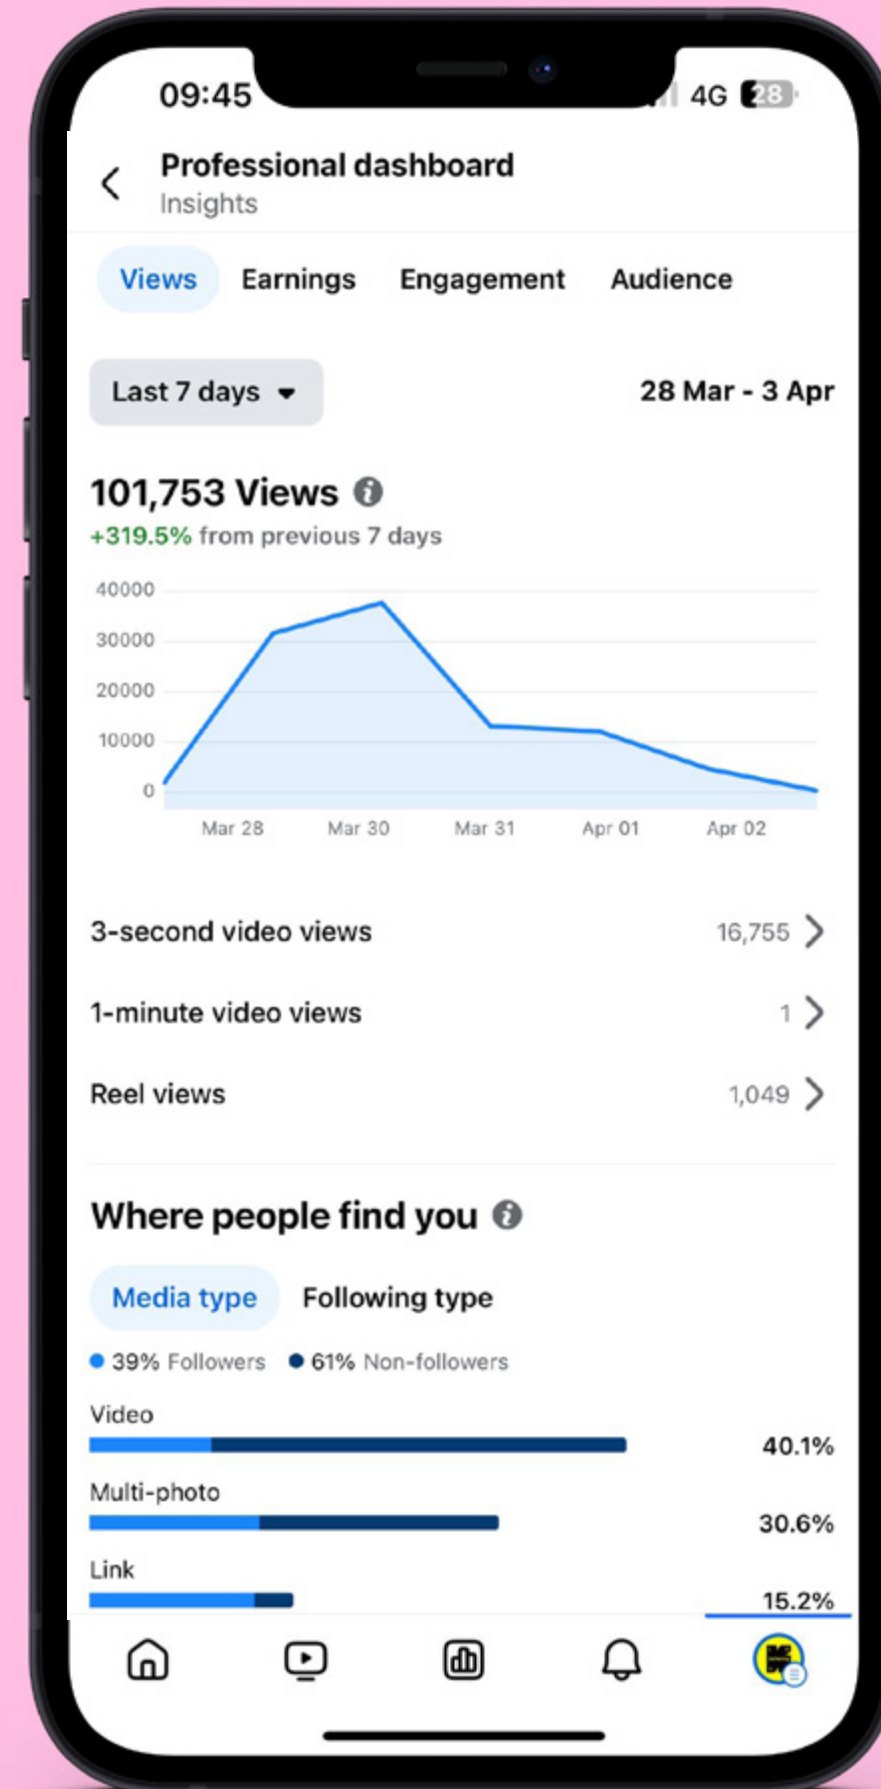 09:45
4G 28
Professional dashboard
Insights
Views Earnings Engagement Audience
Last 7 days 28 Mar - 3 Apr
101,753 Views
+319.5% from previous 7 days
40000
30000
20000
10000
0
Mar 28 Mar 30 Mar 31 Apr 01 Apr 02
3-second video views 16,755
1-minute video views 1
Reel views 1,049
Where people find you
Media type Following type
39% Followers 61% Non-followers
Video
40.1%
Multi-photo
30.6%
Link
15.2%